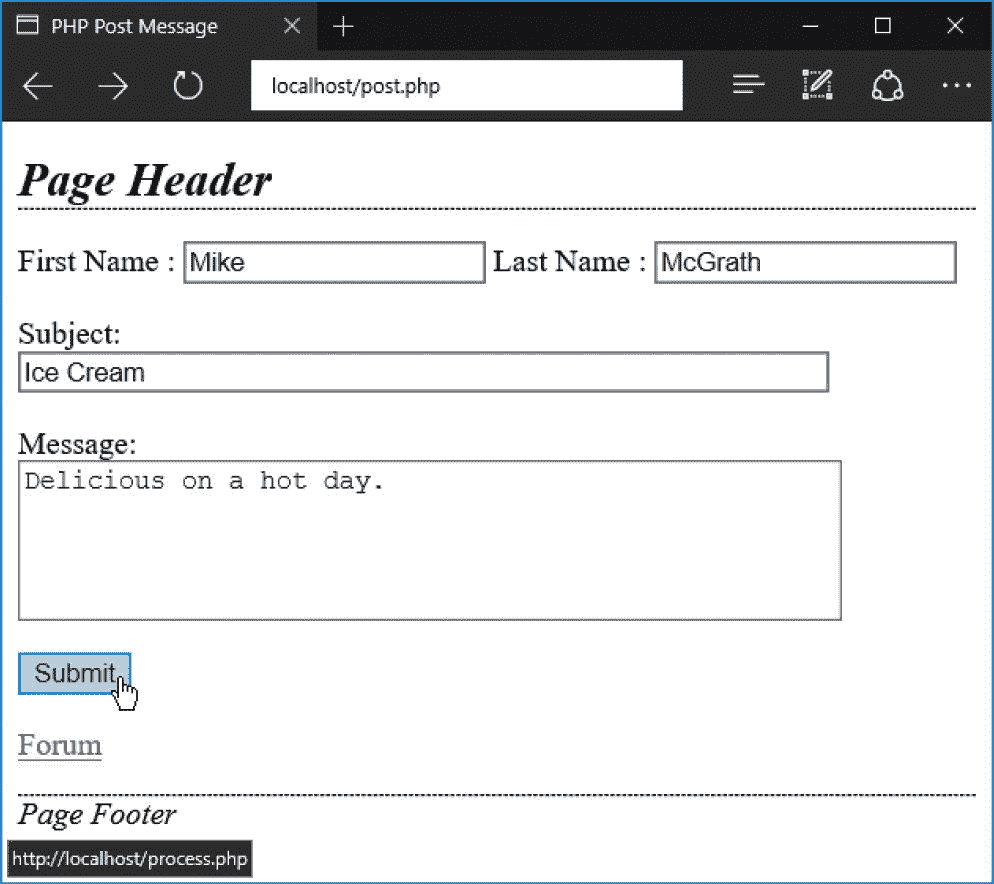 PHP Post Message
localhost/post.php
Page Header
First Name : Mike Last Name : McGrath
Subject:
Ice Cream
Message:
Delicious on a hot day.
Submit
Forum
Page Footer
http://localhost/process.php